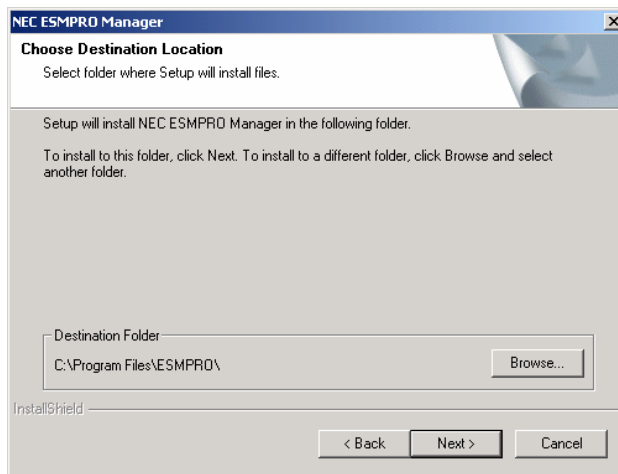 NEC ESMPRO Manager
Choose Destination Location
Select folder where Setup will install files.
Setup will install NEC ESMPRO Manager in the following folder.
To install to this folder, click Next. To install to a different folder, click Browse and select
another folder.
Destination Folder
C:\Program Files\ESMPRO\
Browse...
InstallShield
< Back
Next >
Cancel